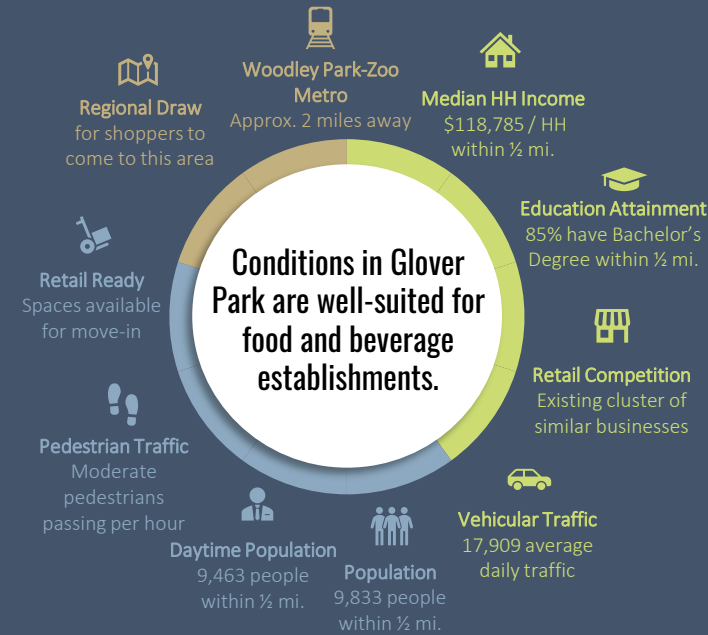 Woodley Park-Zoo
Metro
Approx. 2 miles away
Median HH Income
$118,785 / HH
within ½ mi.
Education Attainment
85% have Bachelor's
Degree within ½ mi.
Retail Competition
Existing cluster of
similar businesses
Vehicular Traffic
17,909 average
daily traffic
Population
9,833 people
within ½ mi.
Daytime Population
9,463 people
within ½ mi.
Pedestrian Traffic
Moderate
pedestrians
passing per hour
Retail Ready
Spaces available
for move-in
Regional Draw
for shoppers to
come to this area
Conditions in Glover
Park are well-suited for
food and beverage
establishments.